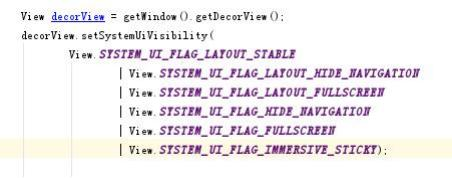 View decorView = getWindow().getDecorView();
decorView.setSystemUiVisibility(
View.SYSTEM_UI_FLAG_LAYOUT_STABLE
| View.SYSTEM_UI_FLAG_LAYOUT_HIDE_NAVIGATION
| View.SYSTEM_UI_FLAG_LAYOUT_FULLSCREEN
| View.SYSTEM_UI_FLAG_HIDE_NAVIGATION
| View.SYSTEM_UI_FLAG_FULLSCREEN
| View.SYSTEM_UI_FLAG_IMMERSIVE_STICKY);